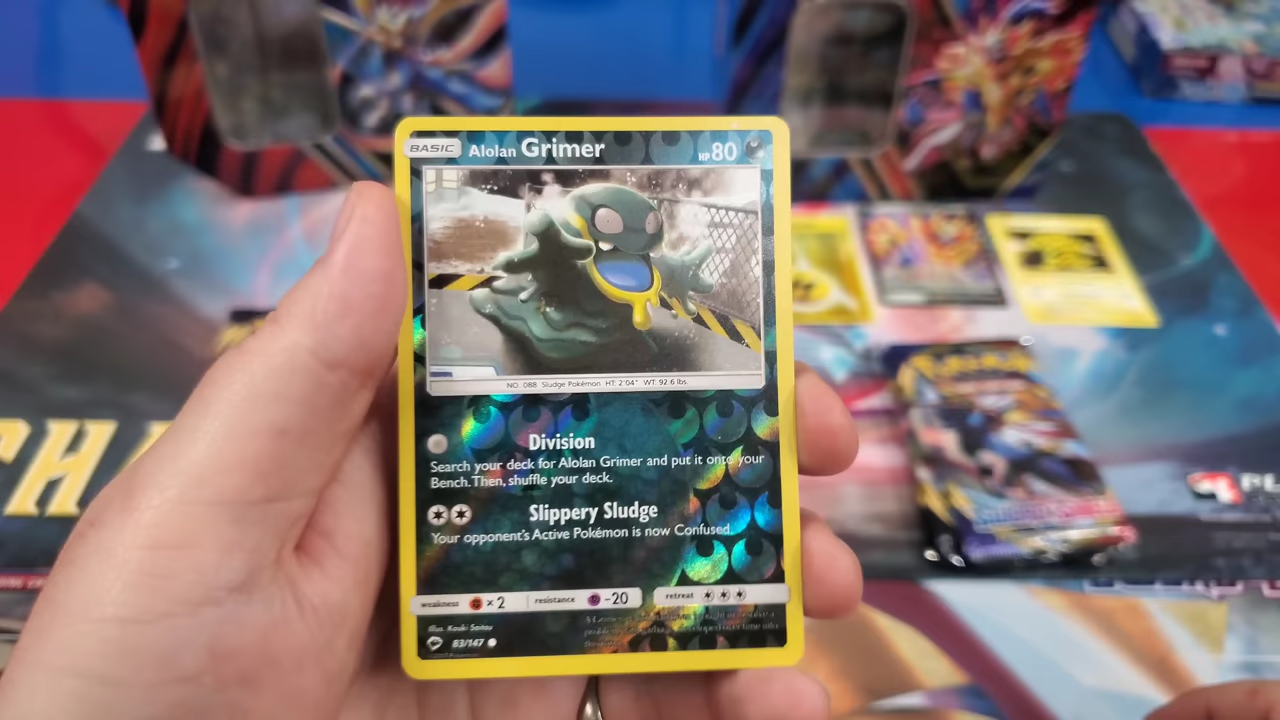 BASIC Alolan Grimer HP 80
NO. 088 Sludge Pokémon HT: 2'04" WT: 92.6 lbs.
Division
Search your deck for Alolan Grimer and put it onto your
Bench. Then, shuffle your deck.
Slippery Sludge
Your opponent's Active Pokémon is now Confused.
weakness ×2 resistance -20 retreat
Illus. Kouki Saitou
83/147
CHA
Pokémon